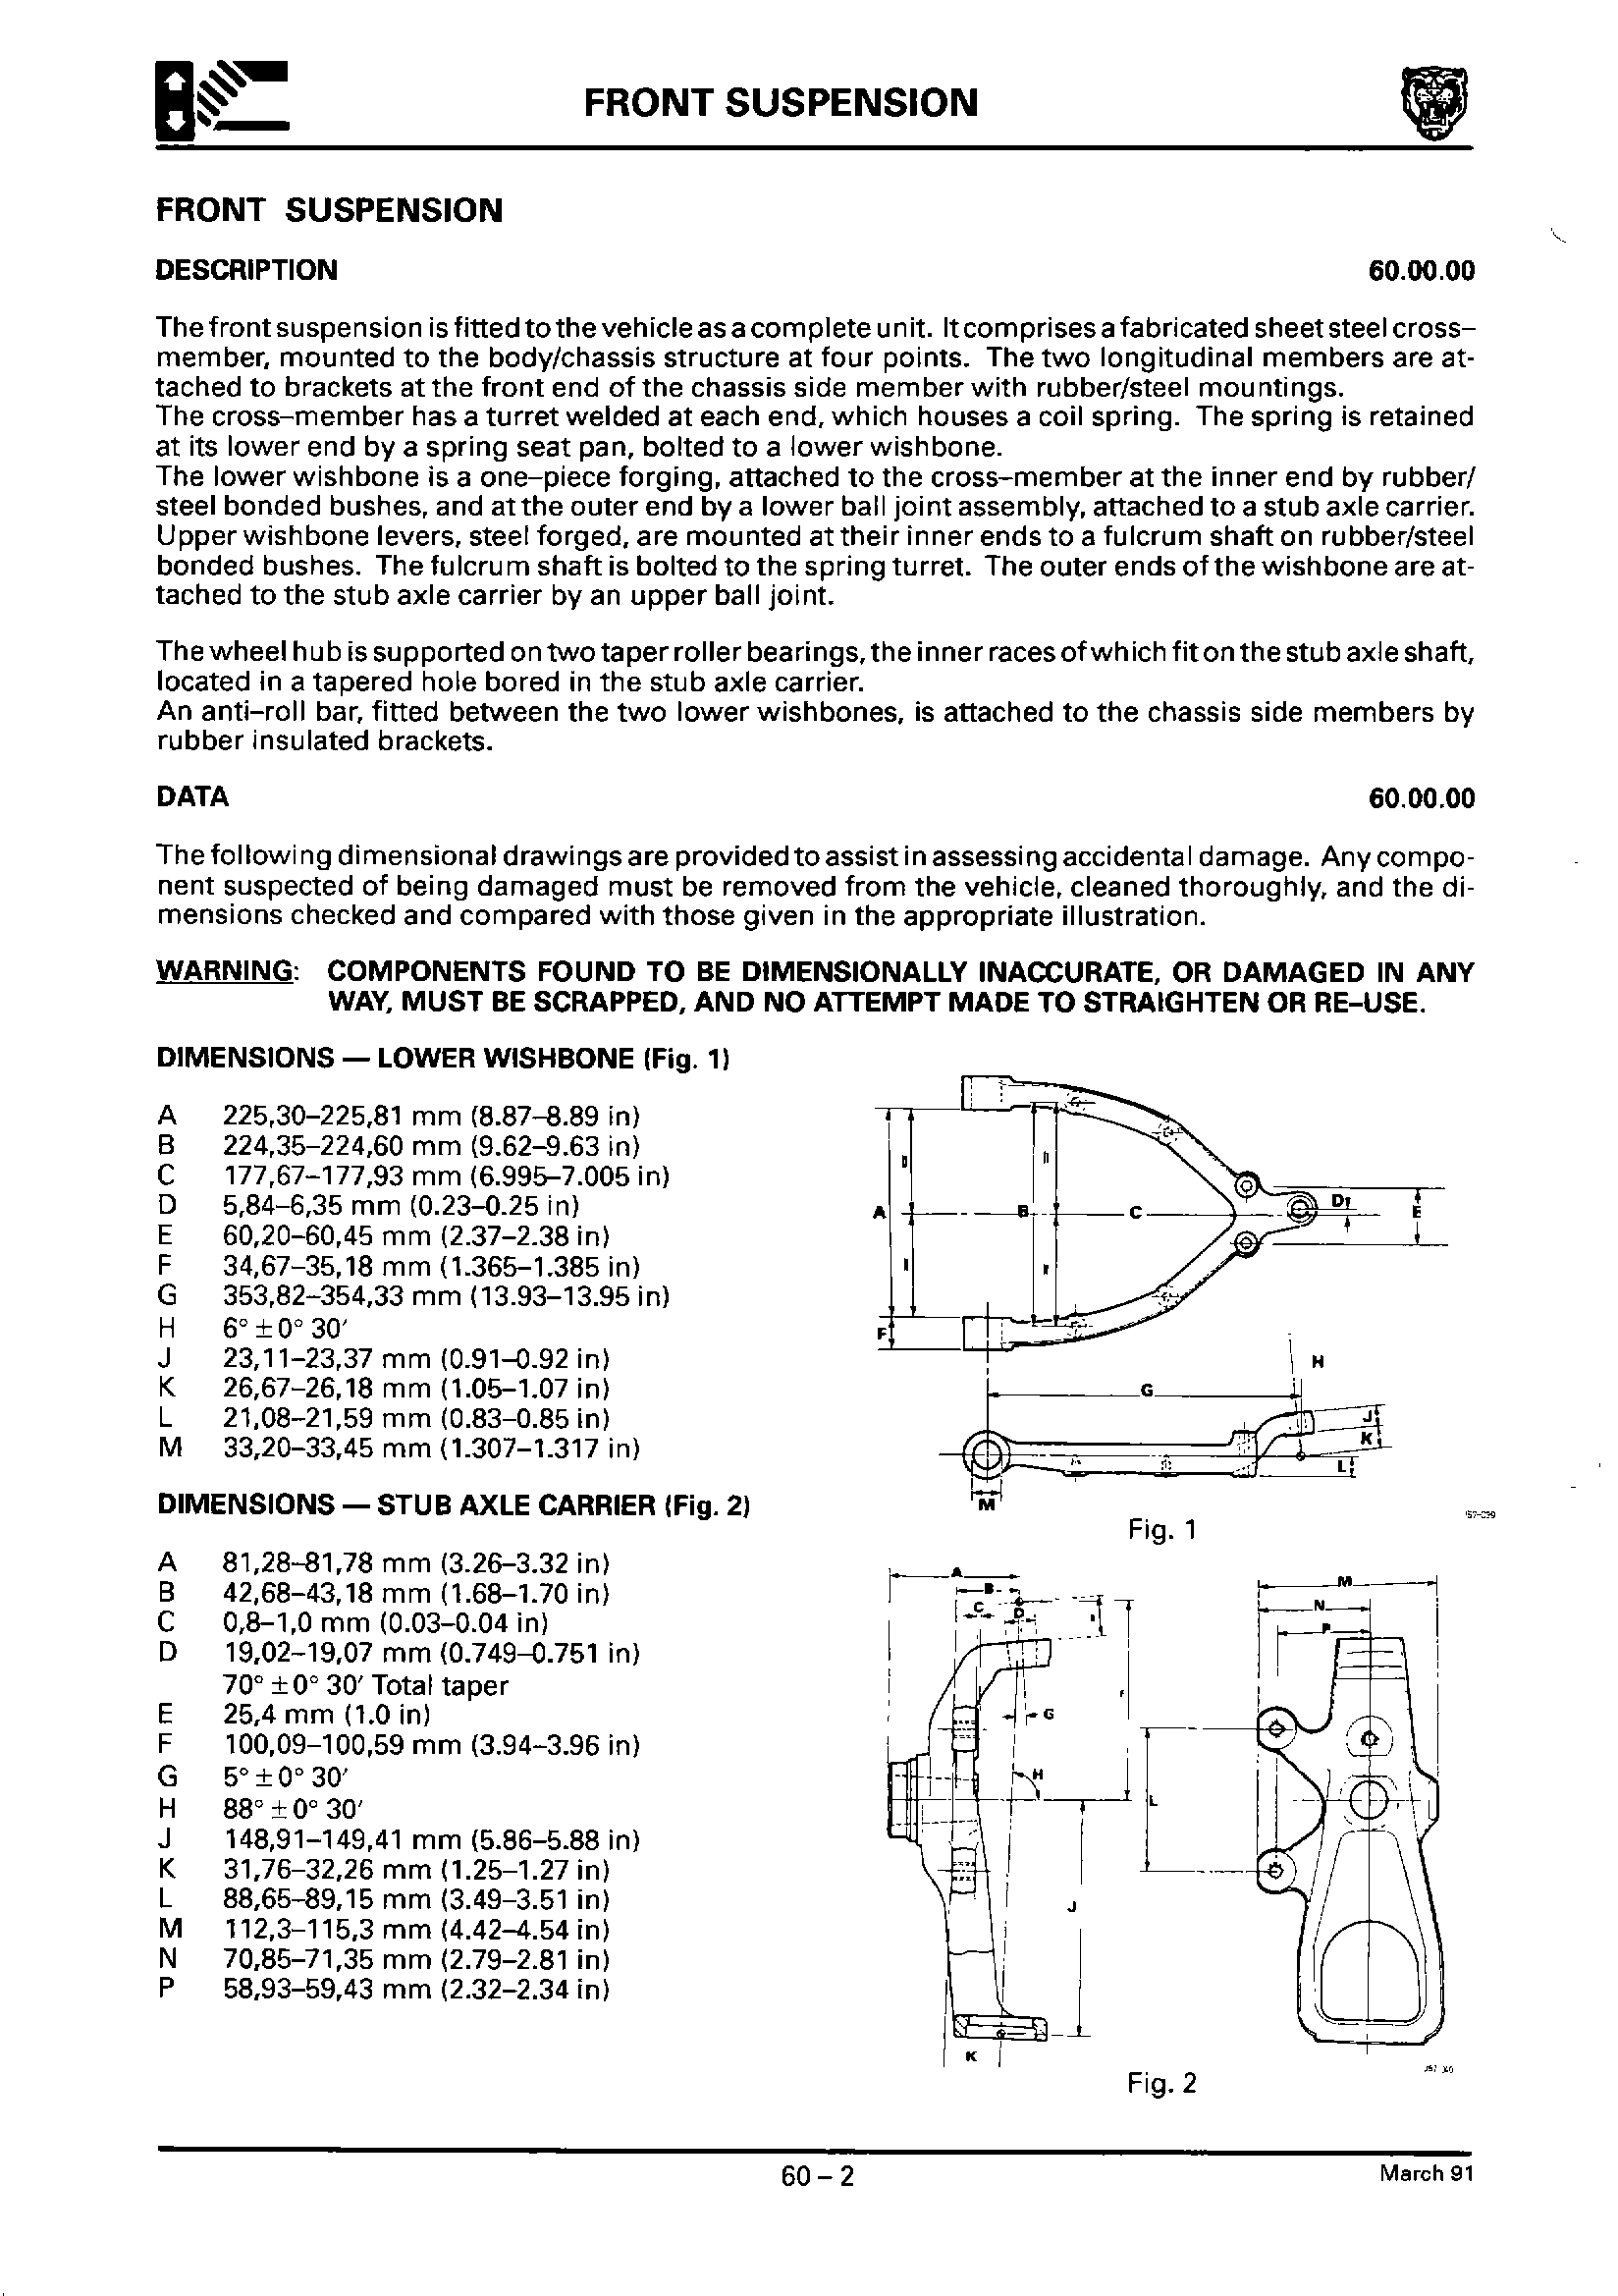 FRONT SUSPENSION
FRONT SUSPENSION
DESCRIPTION 60.00.00
The front suspension is fitted to the vehicle as a complete unit. It comprises a fabricated sheet steel cross–
member, mounted to the body/chassis structure at four points. The two longitudinal members are at-
tached to brackets at the front end of the chassis side member with rubber/steel mountings.
The cross–member has a turret welded at each end, which houses a coil spring. The spring is retained
at its lower end by a spring seat pan, bolted to a lower wishbone.
The lower wishbone is a one–piece forging, attached to the cross–member at the inner end by rubber/
steel bonded bushes, and at the outer end by a lower ball joint assembly, attached to a stub axle carrier.
Upper wishbone levers, steel forged, are mounted at their inner ends to a fulcrum shaft on rubber/steel
bonded bushes. The fulcrum shaft is bolted to the spring turret. The outer ends of the wishbone are at-
tached to the stub axle carrier by an upper ball joint.
The wheel hub is supported on two taper roller bearings, the inner races of which fit on the stub axle shaft,
located in a tapered hole bored in the stub axle carrier.
An anti–roll bar, fitted between the two lower wishbones, is attached to the chassis side members by
rubber insulated brackets.
DATA 60.00.00
The following dimensional drawings are provided to assist in assessing accidental damage. Any compo-
nent suspected of being damaged must be removed from the vehicle, cleaned thoroughly, and the di-
mensions checked and compared with those given in the appropriate illustration.
WARNING: COMPONENTS FOUND TO BE DIMENSIONALLY INACCURATE, OR DAMAGED IN ANY
WAY, MUST BE SCRAPPED, AND NO ATTEMPT MADE TO STRAIGHTEN OR RE–USE.
DIMENSIONS — LOWER WISHBONE (Fig. 1)
A 225,30–225,81 mm (8.87–8.89 in)
B 224,35–224,60 mm (9.62–9.63 in)
C 177,67–177,93 mm (6.995–7.005 in)
D 5,84–6,35 mm (0.23–0.25 in)
E 60,20–60,45 mm (2.37–2.38 in)
F 34,67–35,18 mm (1.365–1.385 in)
G 353,82–354,33 mm (13.93–13.95 in)
H 6° ± 0° 30′
J 23,11–23,37 mm (0.91–0.92 in)
K 26,67–26,18 mm (1.05–1.07 in)
L 21,08–21,59 mm (0.83–0.85 in)
M 33,20–33,45 mm (1.307–1.317 in)
A B C D E
F
H
G
J
K
L
M
Fig. 1
DIMENSIONS — STUB AXLE CARRIER (Fig. 2)
A 81,28–81,78 mm (3.26–3.32 in)
B 42,68–43,18 mm (1.68–1.70 in)
C 0,8–1,0 mm (0.03–0.04 in)
D 19,02–19,07 mm (0.749–0.751 in)
70° ± 0° 30′ Total taper
E 25,4 mm (1.0 in)
F 100,09–100,59 mm (3.94–3.96 in)
G 5° ± 0° 30′
H 88° ± 0° 30′
J 148,91–149,41 mm (5.86–5.88 in)
K 31,76–32,26 mm (1.25–1.27 in)
L 88,65–89,15 mm (3.49–3.51 in)
M 112,3–115,3 mm (4.42–4.54 in)
N 70,85–71,35 mm (2.79–2.81 in)
P 58,93–59,43 mm (2.32–2.34 in)
A M
B
C D N
P
F
G
H
L
J
K
Fig. 2
60 – 2 March 91